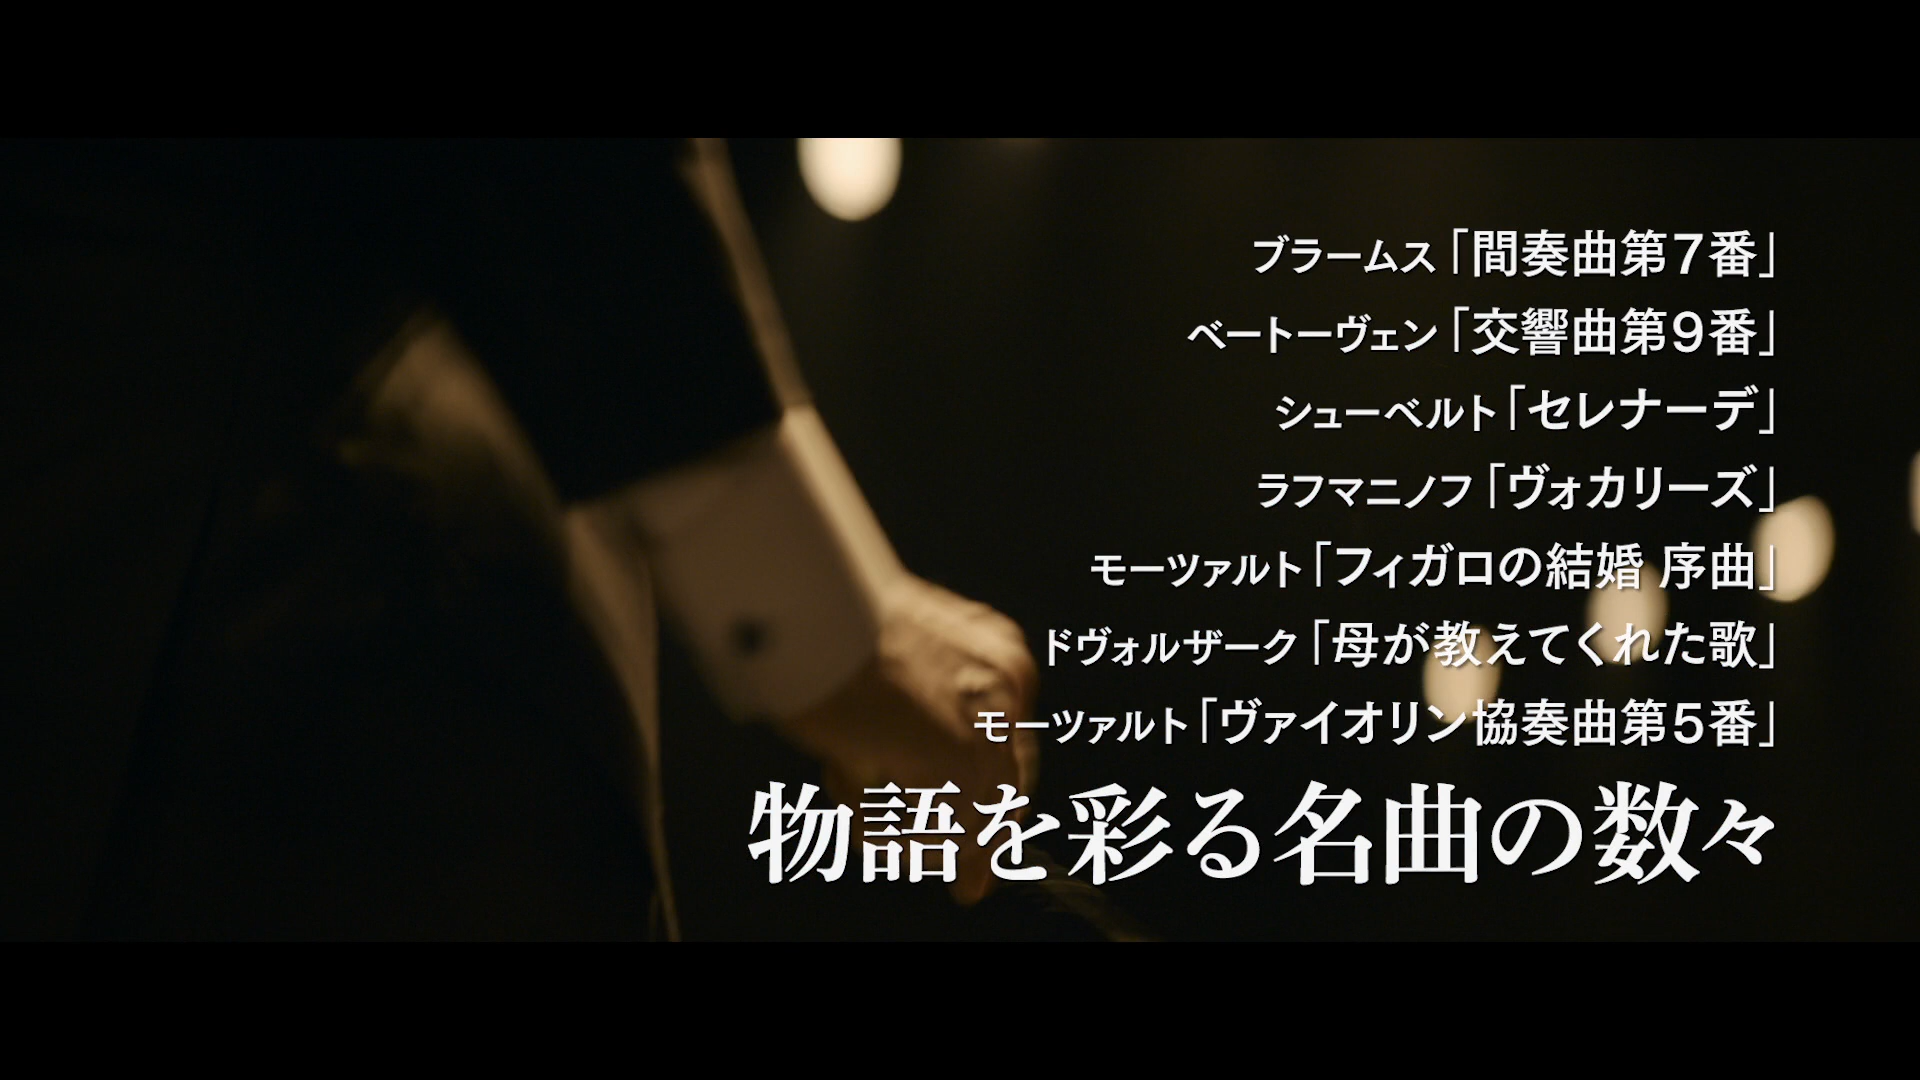 ブラームス「間奏曲第7番」
ベートーヴェン「交響曲第9番」
シューベルト「セレナーデ」
ラフマニノフ「ヴォカリーズ」
モーツァルト「フィガロの結婚 序曲」
ドヴォルザーク「母が教えてくれた歌」
モーツァルト「ヴァイオリン協奏曲第5番」
物語を彩る名曲の数々